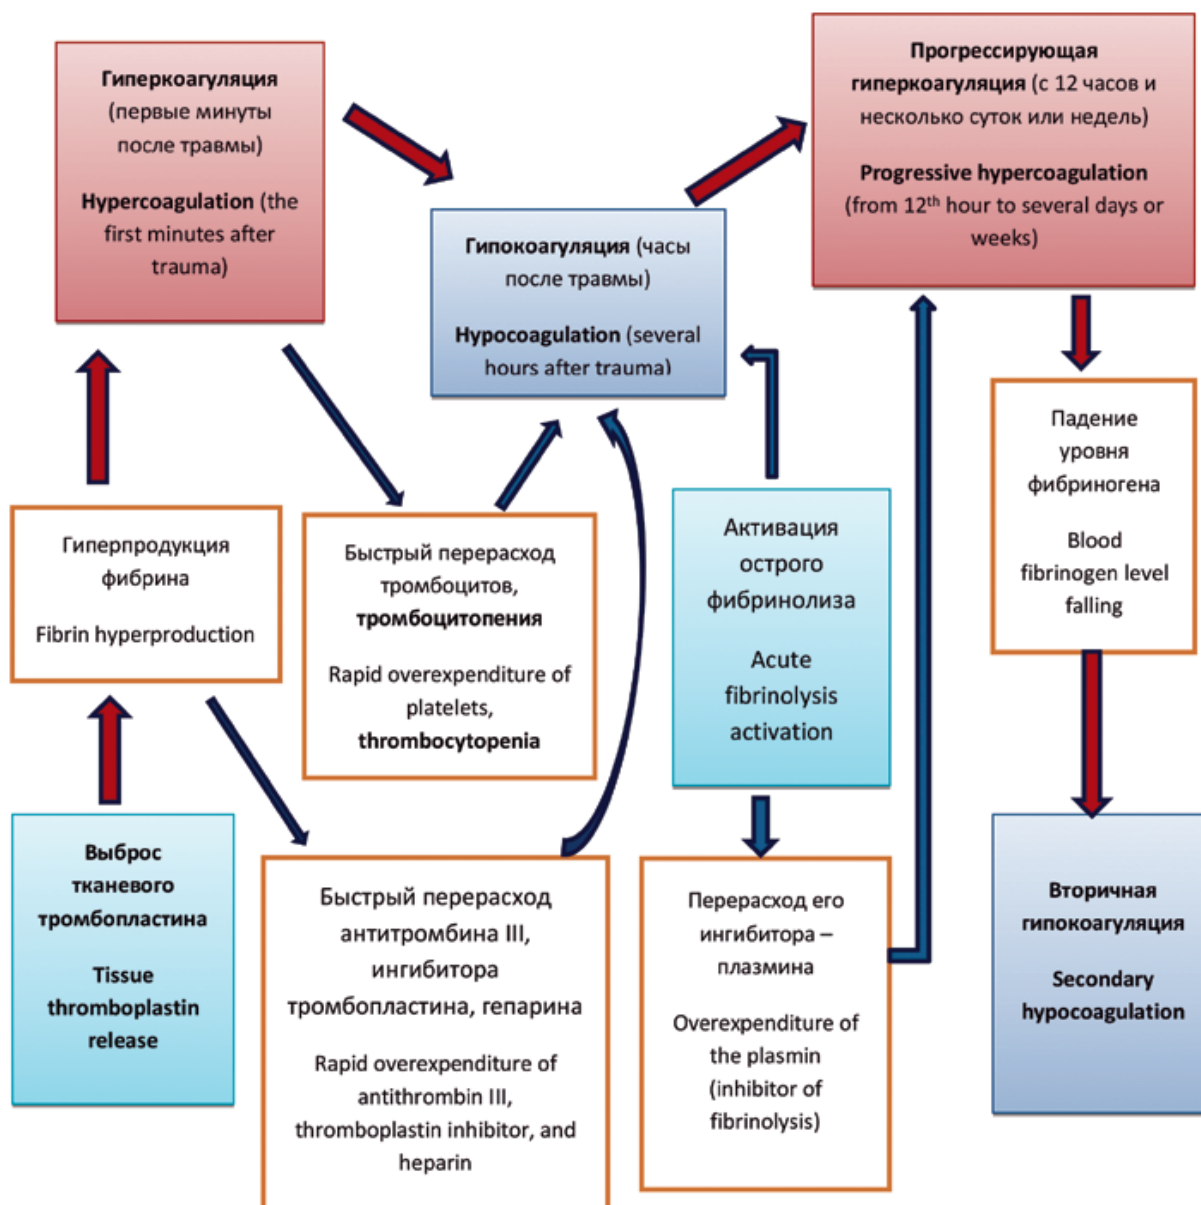 Гиперкоагуляция
(первые минуты
после травмы)
Hypercoagulation (the
first minutes after
trauma)
Гипокоагуляция (часы
после травмы)
Hypocoagulation (several
hours after trauma)
Прогрессирующая
гиперкоагуляция (с 12 часов и
несколько суток или недель)
Progressive hypercoagulation
(from 12th hour to several days or
weeks)
Гиперпродукция
фибрина
Fibrin hyperproduction
Быстрый перерасход
тромбоцитов,
тромбоцитопения
Rapid overexpenditure of
platelets,
thrombocytopenia
Активация
острого
фибринолиза
Acute
fibrinolysis
activation
Падение
уровня
фибриногена
Blood
fibrinogen level
falling
Выброс
тканевого
тромбопластина
Tissue
thromboplastin
release
Быстрый перерасход
антитромбина III,
ингибитора
тромбопластина, гепарина
Rapid overexpenditure of
antithrombin III,
thromboplastin inhibitor, and
heparin
Перерасход его
ингибитора –
плазмина
Overexpenditure of
the plasmin
(inhibitor of
fibrinolysis)
Вторичная
гипокоагуляция
Secondary
hypocoagulation